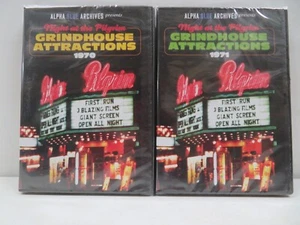 ALPHA BLUE ARCHIVES
Night at the Pilgrim
GRINDHOUSE
ATTRACTIONS
1970
Pilgrim
FIRST RUN
3 BLAZING FILMS
GIANT SCREEN
OPEN ALL NIGHT
ALPHA BLUE ARCHIVES
Night at the Pilgrim
GRINDHOUSE
ATTRACTIONS
1971
Pilgrim
FIRST RUN
3 BLAZING FILMS
GIANT SCREEN
OPEN ALL NIGHT